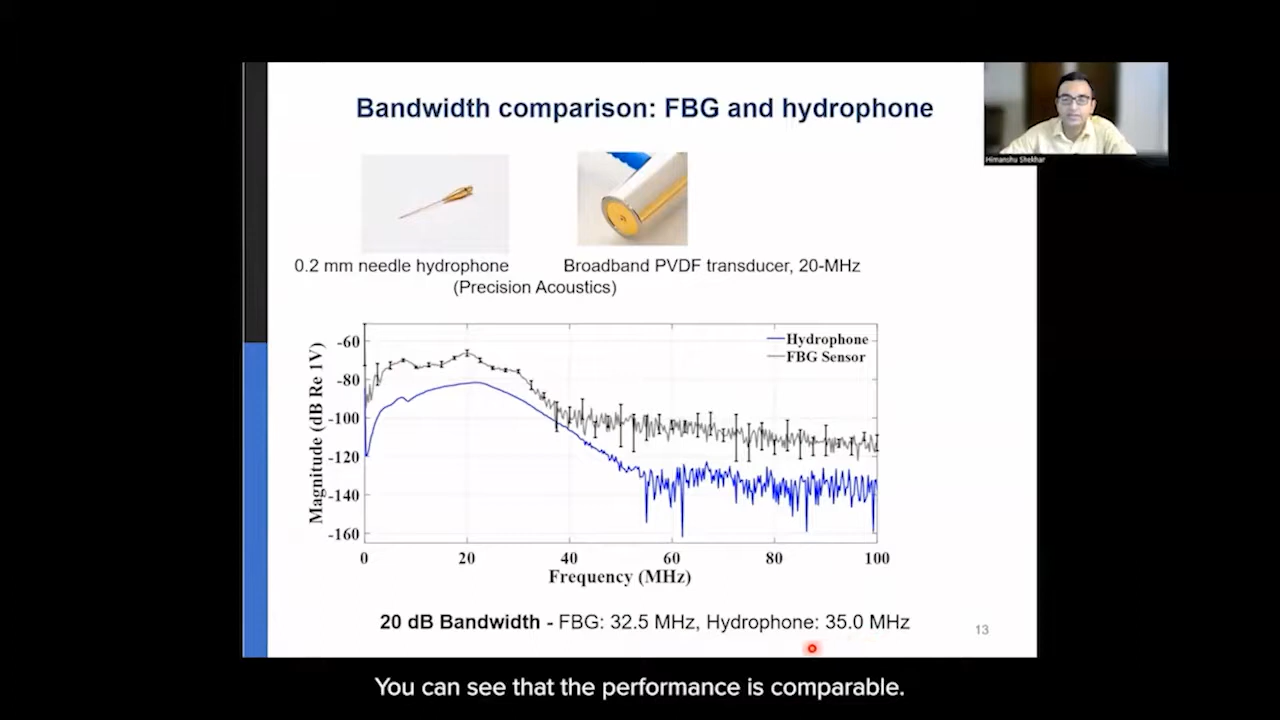 Bandwidth comparison: FBG and hydrophone
Himanshu Shekhar
0.2 mm needle hydrophone
Broadband PVDF transducer, 20-MHz
(Precision Acoustics)
Magnitude (dB Re 1V)
-60
-80
-100
-120
-140
-160
Hydrophone
FBG Sensor
0 20 40 60 80 100
Frequency (MHz)
20 dB Bandwidth - FBG: 32.5 MHz, Hydrophone: 35.0 MHz
13
You can see that the performance is comparable.